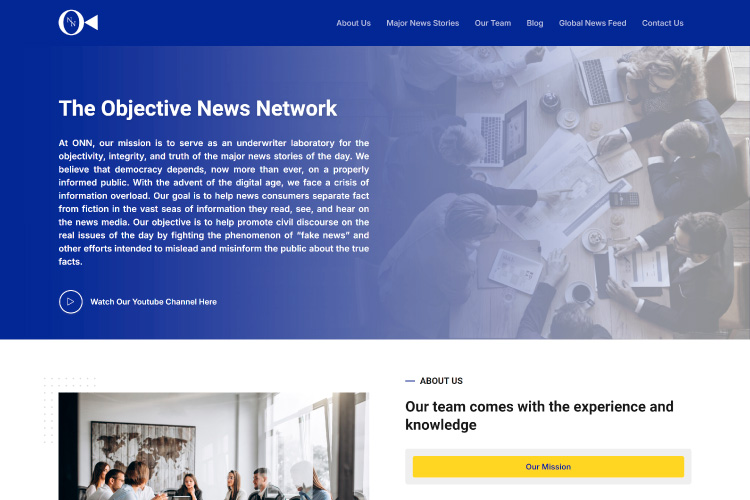 NN
About Us
Major News Stories
Our Team
Blog
Global News Feed
Contact Us
The Objective News Network
At ONN, our mission is to serve as an underwriter laboratory for the
objectivity, integrity, and truth of the major news stories of the day. We
believe that democracy depends, now more than ever, on a properly
informed public. With the advent of the digital age, we face a crisis of
information overload. Our goal is to help news consumers separate fact
from fiction in the vast seas of information they read, see, and hear on
the news media. Our objective is to help promote civil discourse on the
real issues of the day by fighting the phenomenon of “fake news” and
other efforts intended to mislead and misinform the public about the true
facts.
Watch Our Youtube Channel Here
ABOUT US
Our team comes with the experience and
knowledge
Our Mission